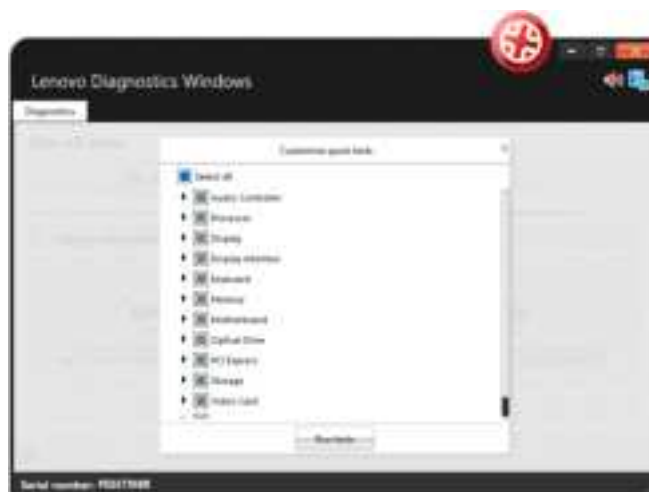 Lenovo Diagnostics Windows
Diagnostics
Customize quick tests
Select all
Audio Controller
Processor
Display
Display Interface
Keyboard
Memory
Motherboard
Optical Drive
PCI Express
Storage
Video Card
Run tests
Serial number: